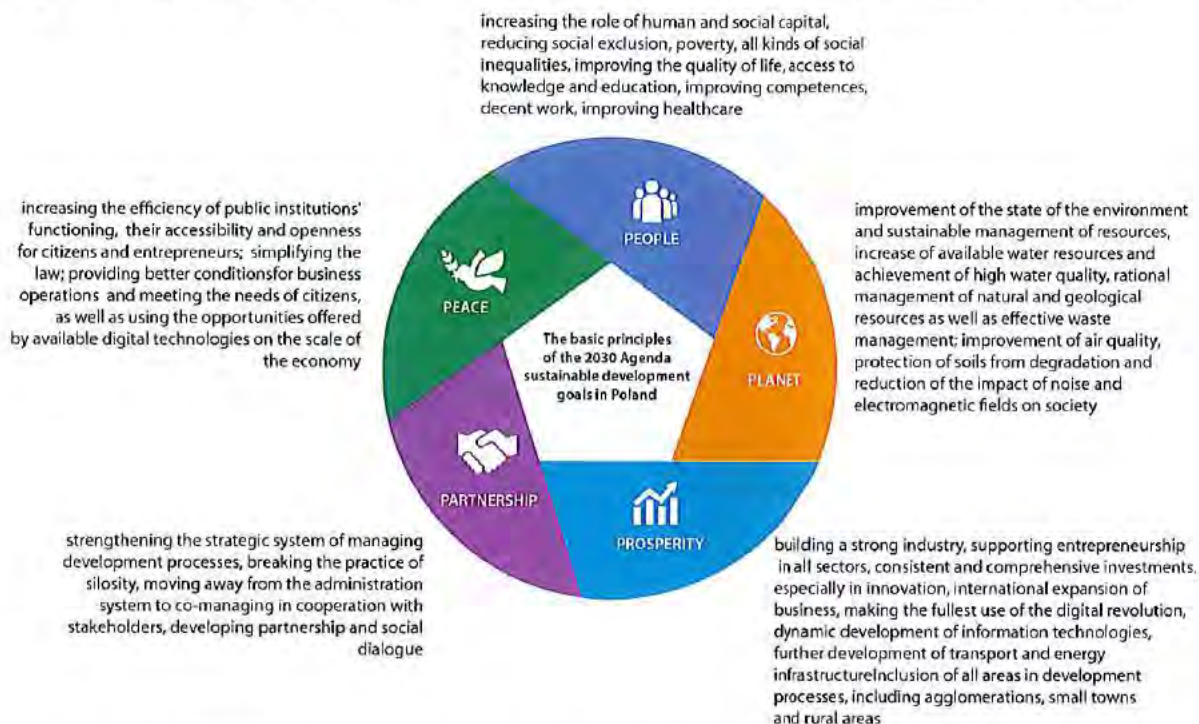 increasing the role of human and social capital,
reducing social exclusion, poverty, all kinds of social
inequalities, improving the quality of life, access to
knowledge and education, improving competences,
decent work, improving healthcare
PEOPLE
improvement of the state of the environment
and sustainable management of resources,
increase of available water resources and
achievement of high water quality, rational
management of natural and geological
resources as well as effective waste
management; improvement of air quality,
protection of soils from degradation and
reduction of the impact of noise and
electromagnetic fields on society
PLANET
increasing the efficiency of public institutions'
functioning, their accessibility and openness
for citizens and entrepreneurs; simplifying the
law; providing better conditionsfor business
operations and meeting the needs of citizens,
as well as using the opportunities offered
by available digital technologies on the scale of
the economy
PEACE
The basic principles
of the 2030 Agenda
sustainable development
goals in Poland
PARTNERSHIP
strengthening the strategic system of managing
development processes, breaking the practice of
silosity, moving away from the administration
system to co-managing in cooperation with
stakeholders, developing partnership and social
dialogue
PROSPERITY
building a strong industry, supporting entrepreneurship
in all sectors, consistent and comprehensive investments,
especially in innovation, international expansion of
business, making the fullest use of the digital revolution,
dynamic development of information technologies,
further development of transport and energy
infrastructureInclusion of all areas in development
processes, including agglomerations, small towns
and rural areas